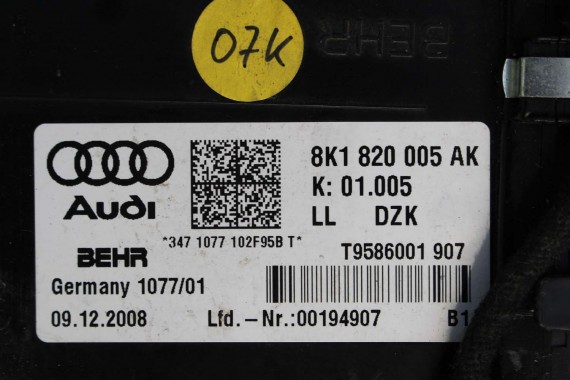 07K
BEHR
Audi
8K1 820 005 AK
K: 01.005
LL DZK
*347 1077 102F95B T*
BEHR
T9586001 907
Germany 1077/01
09.12.2008
Lfd.-Nr.:00194907